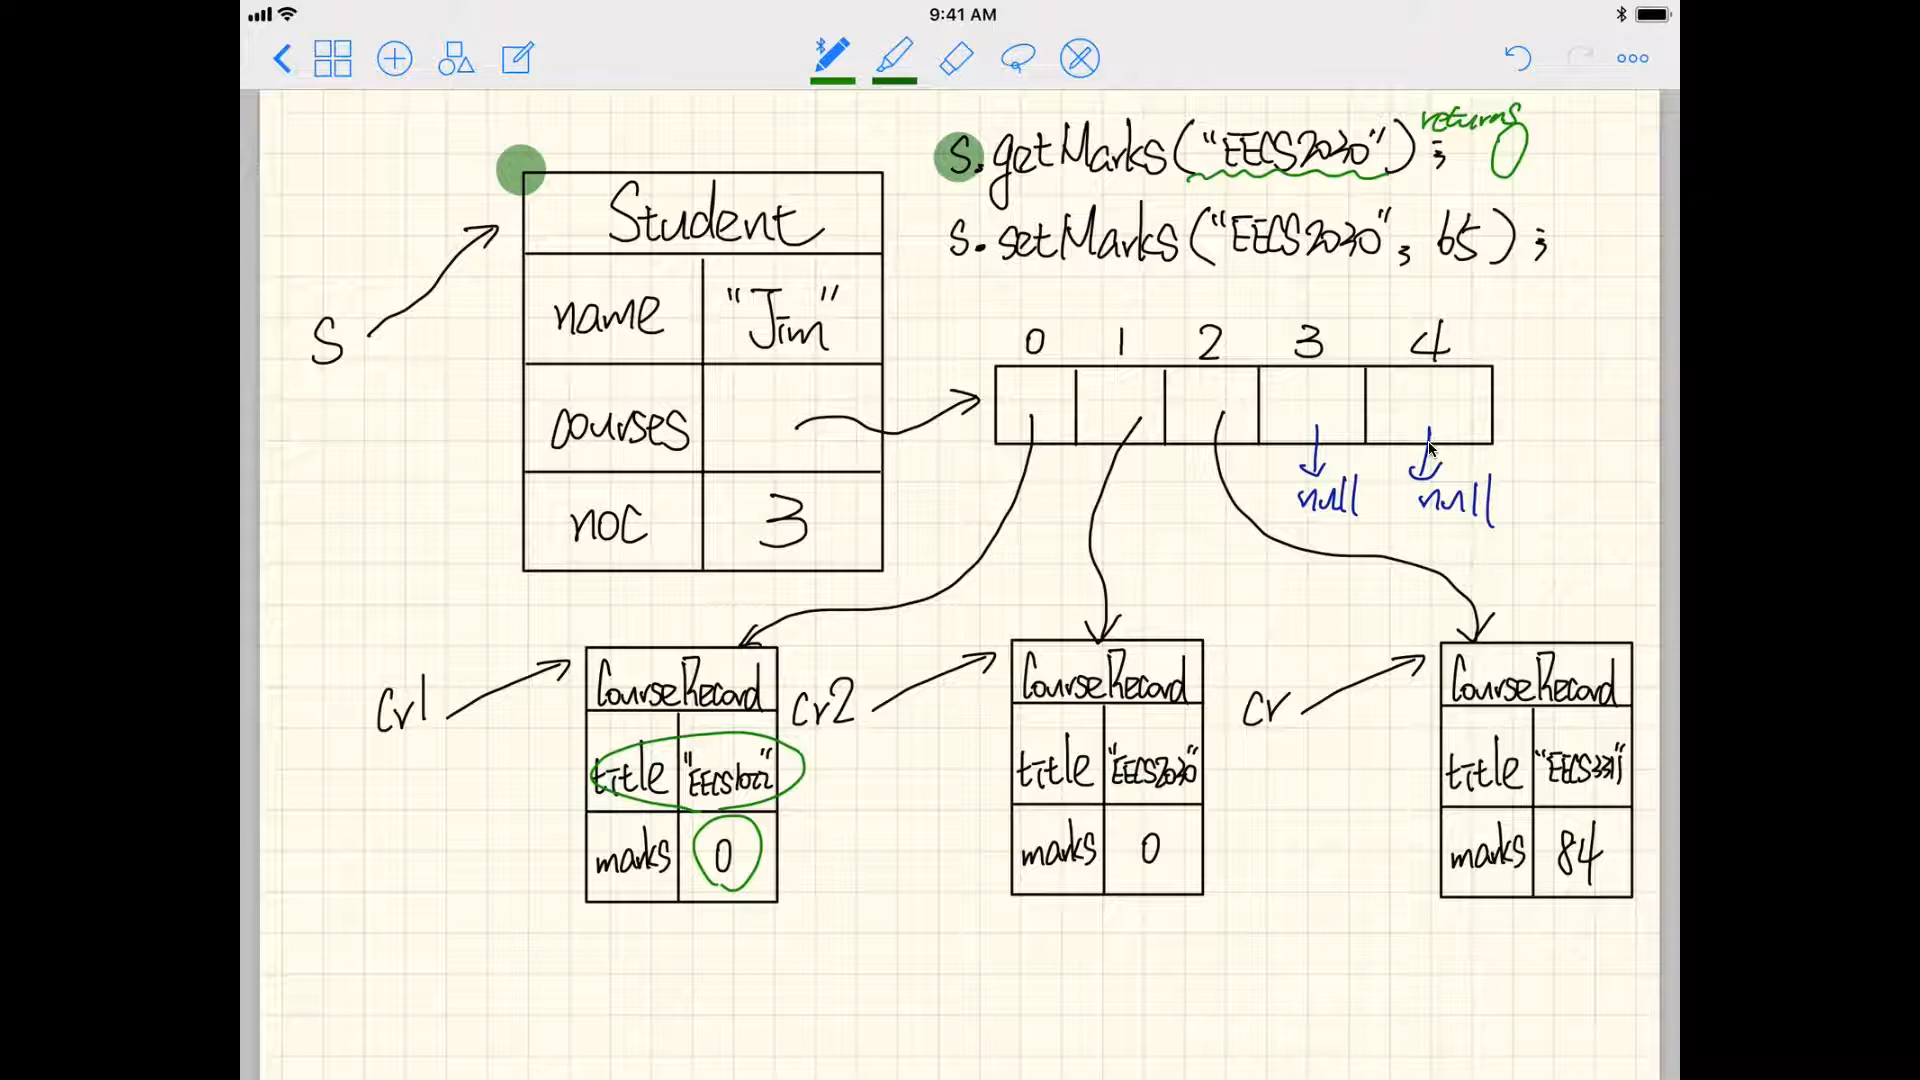 9:41 AM
returns
s.getMarks("EECS2030"); 0
s.setMarks("EECS2030", 65);
Student
name "Jim"
courses
noc 3
s
0 1 2 3 4
null null
cr1
CourseRecord
title "EECS1022"
marks 0
cr2
CourseRecord
title "EECS2030"
marks 0
cr
CourseRecord
title
marks 84